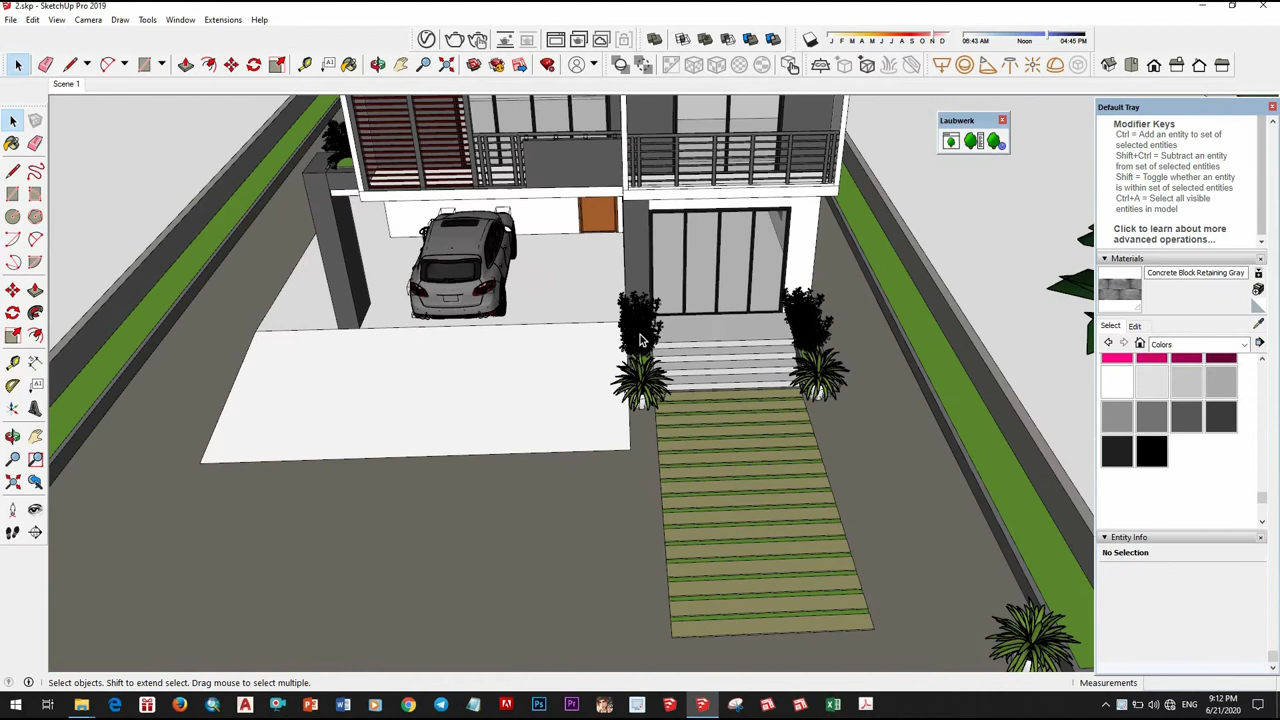 2.skp - SketchUp Pro 2019
File Edit View Camera Draw Tools Window Extensions Help
J F M A M J J A S O N D
06:43 AM Noon 04:45 PM
Scene 1
Laubwerk
Default Tray
Modifier Keys
Ctrl = Add an entity to set of
selected entities
Shift+Ctrl = Subtract an entity
from set of selected entities
Shift = Toggle whether an entity
is within set of selected entities
Ctrl+A = Select all visible
entities in model
Click to learn about more
advanced operations...
Materials
Concrete Block Retaining Gray
Select Edit
Colors
Entity Info
No Selection
Select objects. Shift to extend select. Drag mouse to select multiple.
Measurements
ENG
9:12 PM
6/21/2020